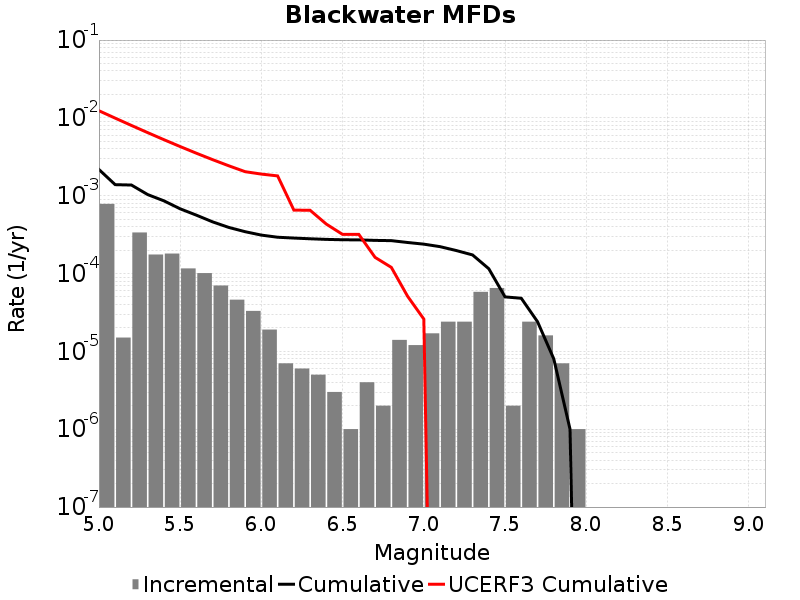 Blackwater MFDs
10^-1
10^-2
10^-3
10^-4
10^-5
10^-6
10^-7
Rate (1/yr)
5.0 5.5 6.0 6.5 7.0 7.5 8.0 8.5 9.0
Magnitude
Incremental Cumulative UCERF3 Cumulative